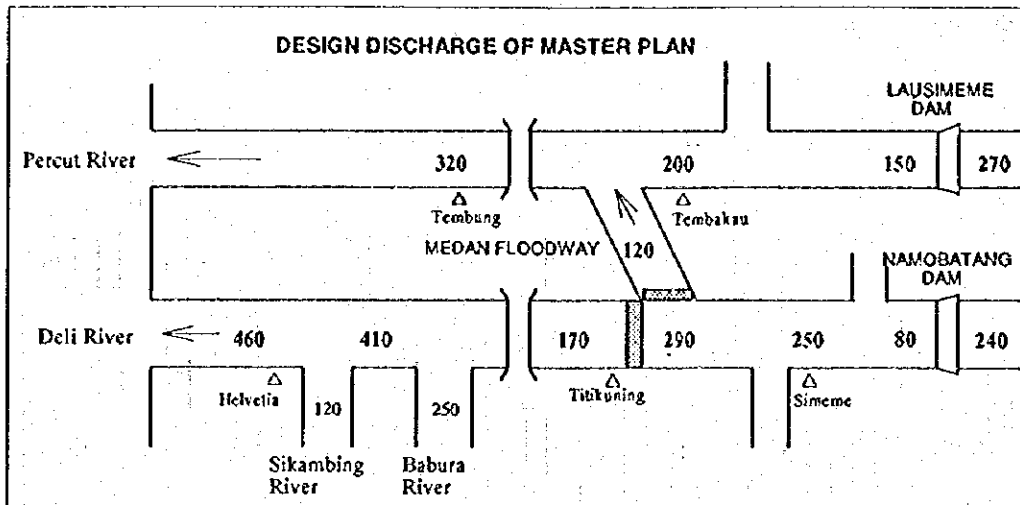 DESIGN DISCHARGE OF MASTER PLAN
LAUSIMEME
DAM
Percut River
320
200
150
270
Tembung
Tembakau
MEDAN FLOODWAY
120
NAMOBATANG
DAM
Deli River
460
410
170
290
250
80
240
Helvetia
120
250
Titikuning
Simeme
Sikambing
River
Babura
River